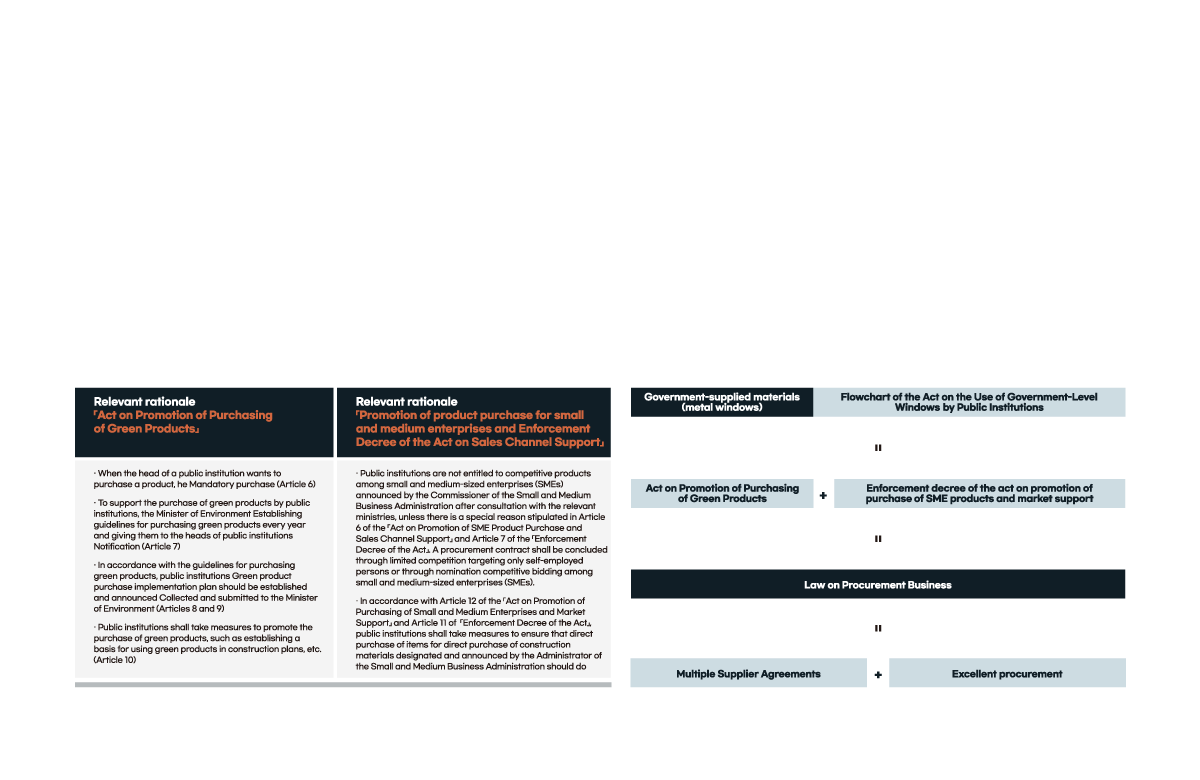 Relevant rationale
「Act on Promotion of Purchasing
of Green Products」
· When the head of a public institution wants to
purchase a product, he Mandatory purchase (Article 6)
· To support the purchase of green products by public
institutions, the Minister of Environment Establishing
guidelines for purchasing green products every year
and giving them to the heads of public institutions
Notification (Article 7)
· In accordance with the guidelines for purchasing
green products, public institutions Green product
purchase implementation plan should be established
and announced Collected and submitted to the Minister
of Environment (Articles 8 and 9)
· Public institutions shall take measures to promote the
purchase of green products, such as establishing a
basis for using green products in construction plans, etc.
(Article 10)
Relevant rationale
「Promotion of product purchase for small
and medium enterprises and Enforcement
Decree of the Act on Sales Channel Support」
· Public institutions are not entitled to competitive products
among small and medium-sized enterprises (SMEs)
announced by the Commissioner of the Small and Medium
Business Administration after consultation with the relevant
ministries, unless there is a special reason stipulated in Article
6 of the「Act on Promotion of SME Product Purchase and
Sales Channel Support」and Article 7 of the「Enforcement
Decree of the Act」. A procurement contract shall be concluded
through limited competition targeting only self-employed
persons or through nomination competitive bidding among
small and medium-sized enterprises (SMEs).
· In accordance with Article 12 of the「Act on Promotion of
Purchasing of Small and Medium Enterprises and Market
Support」and Article 11 of 「Enforcement Decree of the Act」,
public institutions shall take measures to ensure that direct
purchase of items for direct purchase of construction
materials designated and announced by the Administrator of
the Small and Medium Business Administration should do
Government-supplied materials
(metal windows)
Flowchart of the Act on the Use of Government-Level
Windows by Public Institutions
=
Act on Promotion of Purchasing
of Green Products
+
Enforcement decree of the act on promotion of
purchase of SME products and market support
=
Law on Procurement Business
=
Multiple Supplier Agreements
+
Excellent procurement